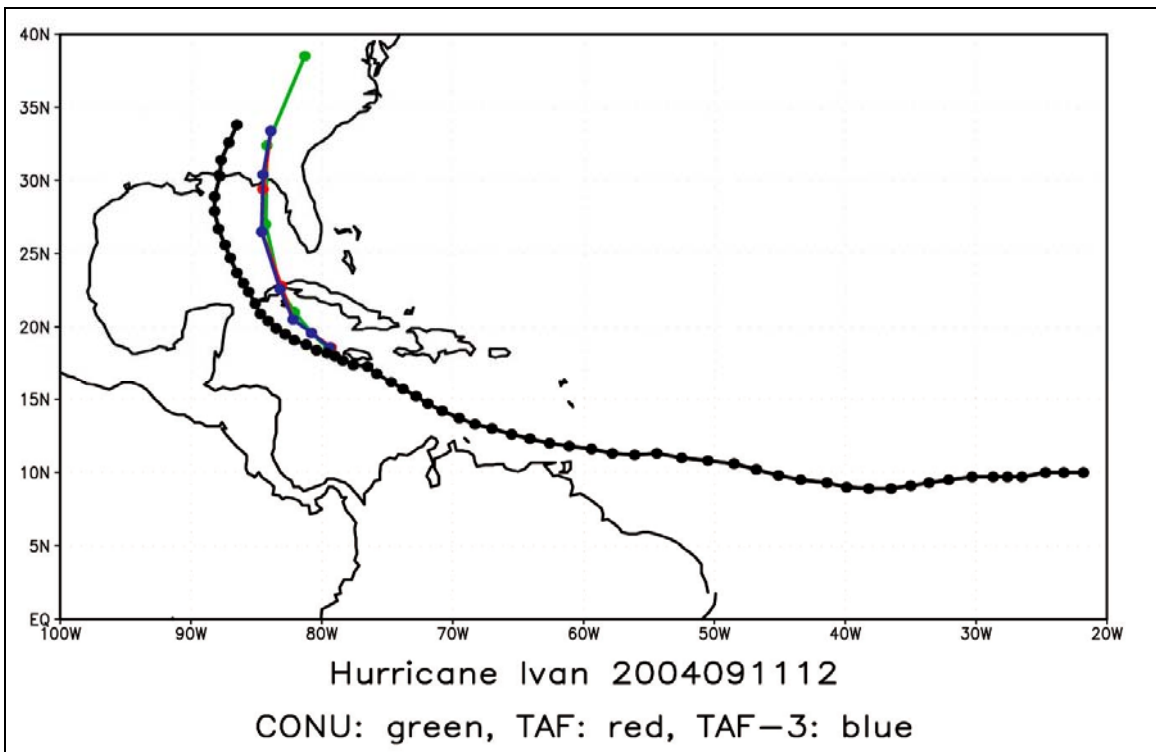 40N
35N
30N
25N
20N
15N
10N
5N
EQ
100W 90W 80W 70W 60W 50W 40W 30W 20W
Hurricane Ivan 2004091112
CONU: green, TAF: red, TAF-3: blue